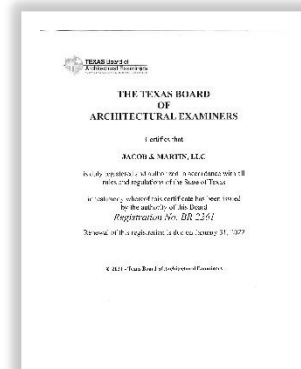 TEXAS Board of
Architectural Examiners
THE TEXAS BOARD
OF
ARCHITECTURAL EXAMINERS
Certifies that
JACOB & MARTIN, LLC
is duly registered and authorized in accordance with all
rules and regulations of the State of Texas
In testimony whereof this certificate has been issued
by the authority of this Board
Registration No. BR 2261
Renewal of this registration is due on January 31, 2022
Texas Board of Architectural Examiners